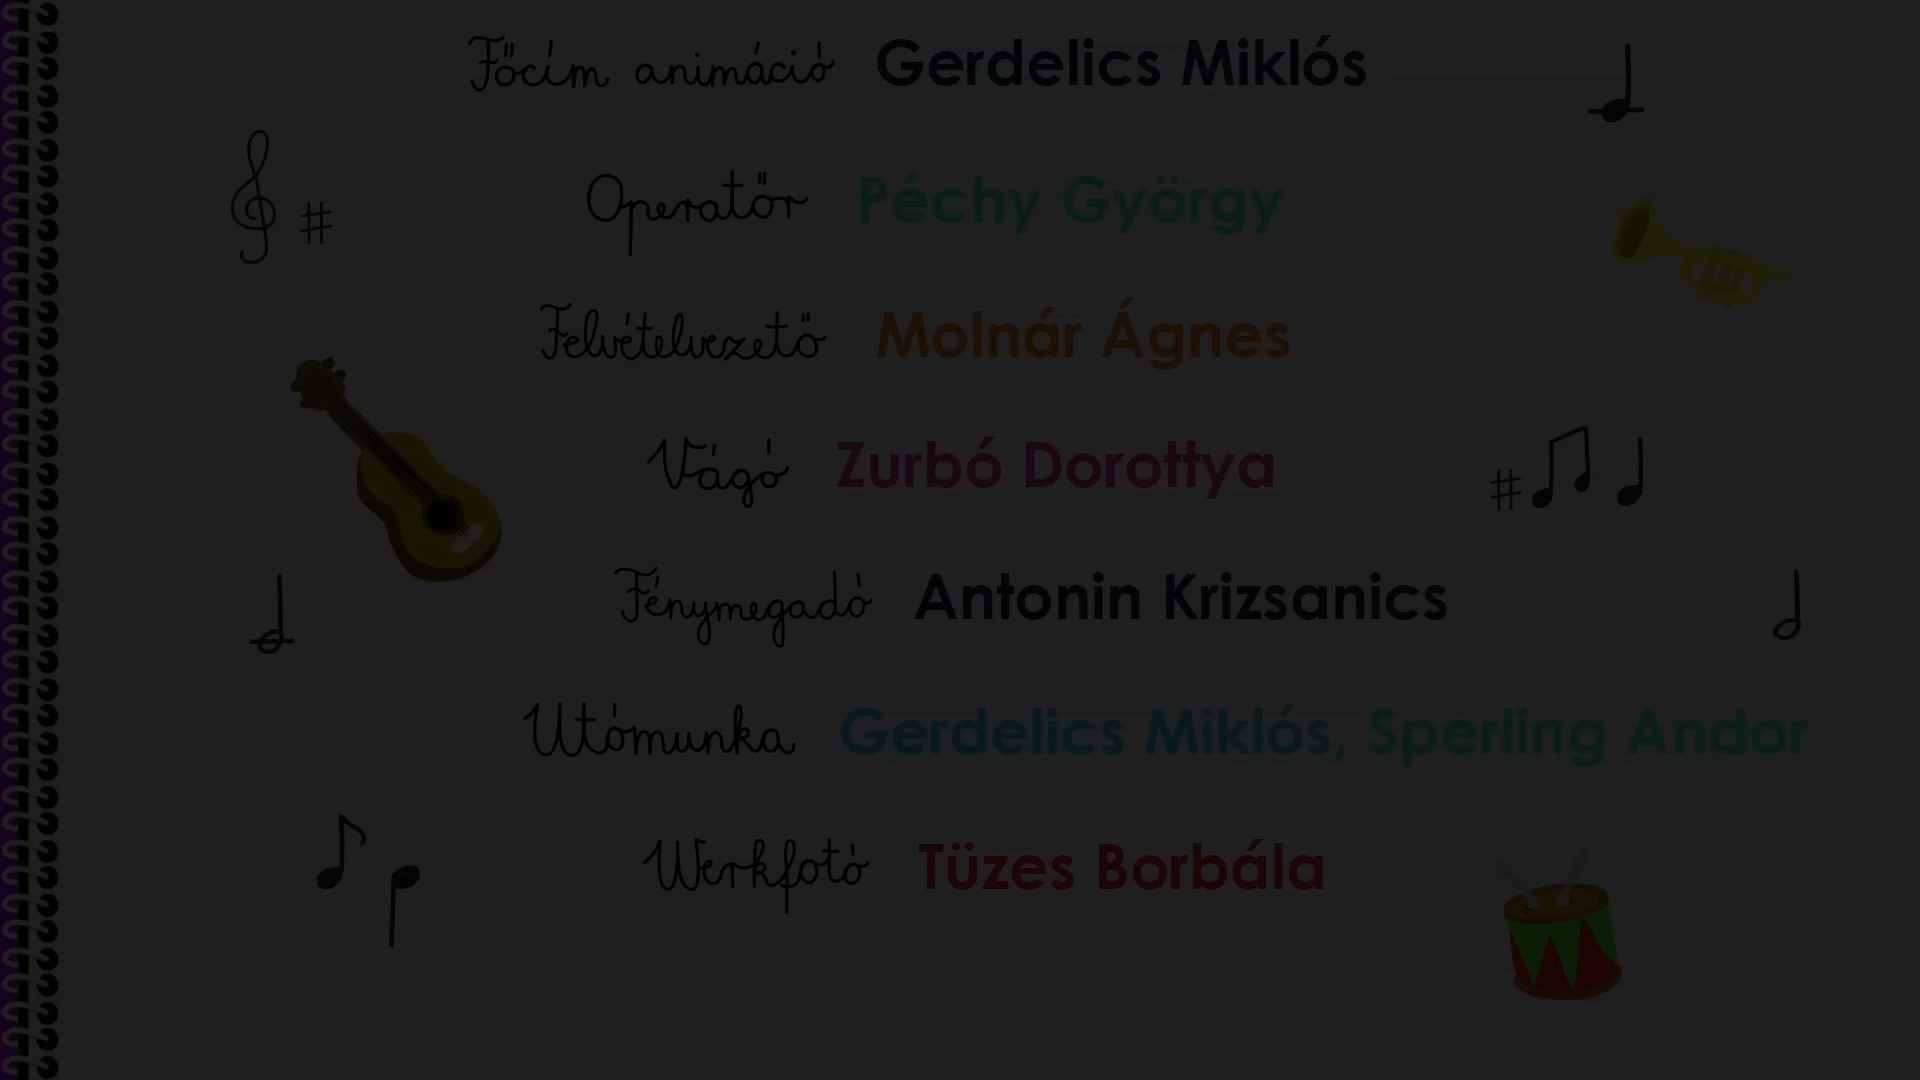 Főcím animáció Gerdelics Miklós
Operatőr Péchy György
Felvételvezető Molnár Ágnes
Vágó Zurbó Dorottya
Fénymegadó Antonin Krizsanics
Utómunka Gerdelics Miklós, Sperling Andor
Werkfotó Tüzes Borbála